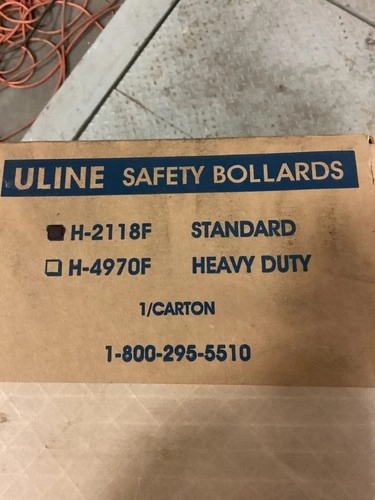 ULINE SAFETY BOLLARDS
H-2118F STANDARD
H-4970F HEAVY DUTY
1/CARTON
1-800-295-5510